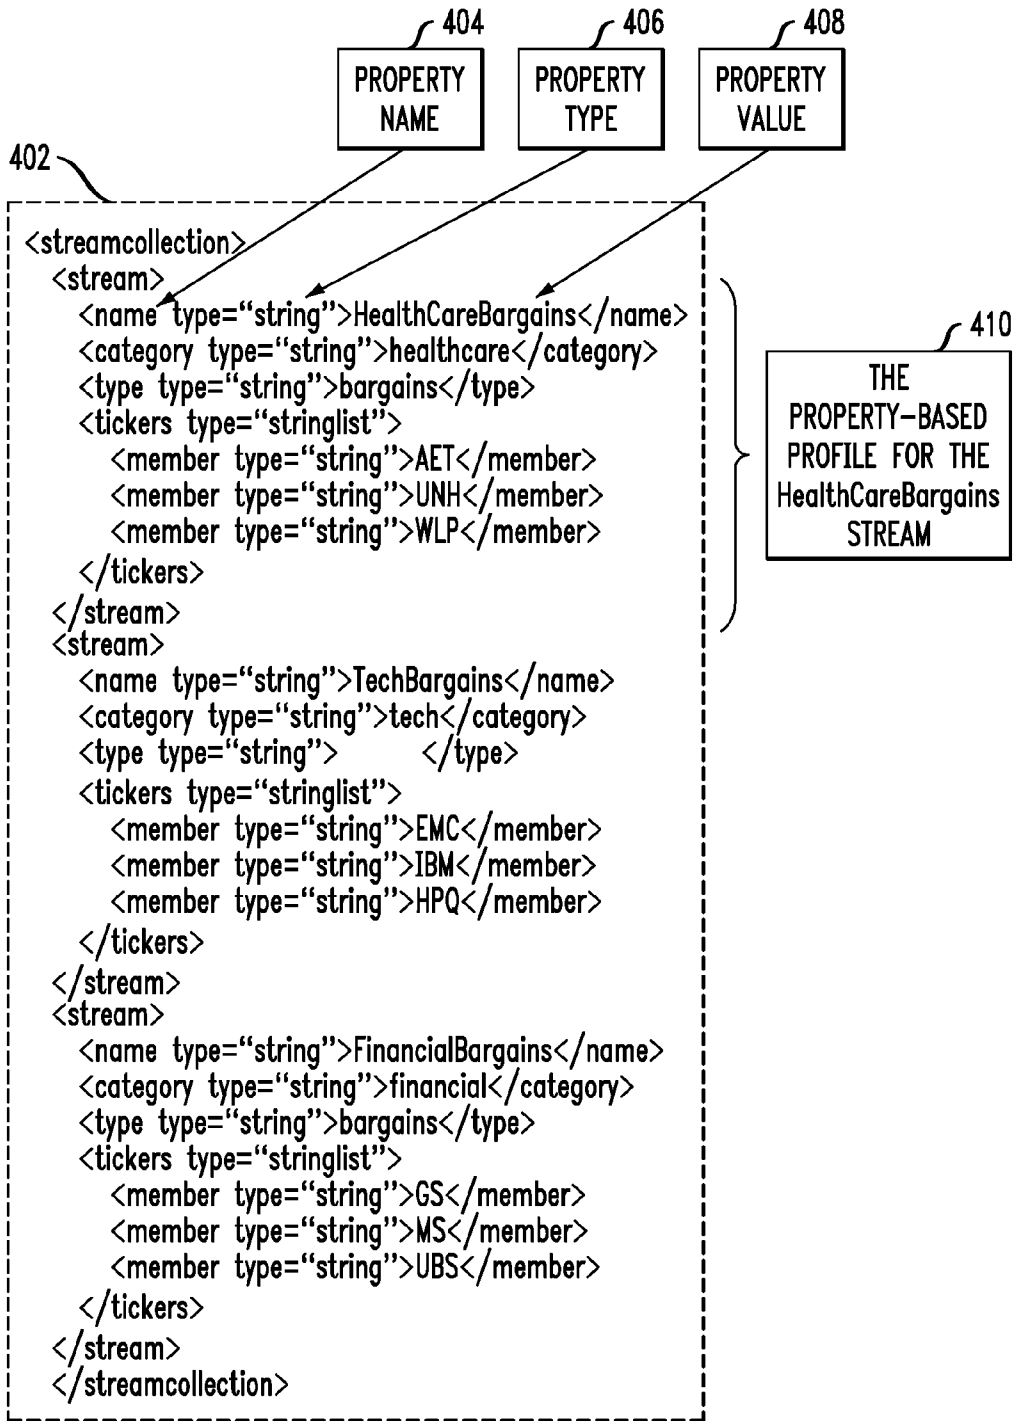 404
406
408
PROPERTY
NAME
PROPERTY
TYPE
PROPERTY
VALUE
402
<streamcollection>
<stream>
<name type=“string”>HealthCareBargains</name>
<category type=“string”>healthcare</category>
<type type=“string”>bargains</type>
<tickers type=“stringlist”>
<member type=“string”>AET</member>
<member type=“string”>UNH</member>
<member type=“string”>WLP</member>
</tickers>
</stream>
410
THE
PROPERTY-BASED
PROFILE FOR THE
HealthCareBargains
STREAM
<stream>
<name type=“string”>TechBargains</name>
<category type=“string”>tech</category>
<type type=“string”> </type>
<tickers type=“stringlist”>
<member type=“string”>EMC</member>
<member type=“string”>IBM</member>
<member type=“string”>HPQ</member>
</tickers>
</stream>
<stream>
<name type=“string”>FinancialBargains</name>
<category type=“string”>financial</category>
<type type=“string”>bargains</type>
<tickers type=“stringlist”>
<member type=“string”>GS</member>
<member type=“string”>MS</member>
<member type=“string”>UBS</member>
</tickers>
</stream>
</streamcollection>